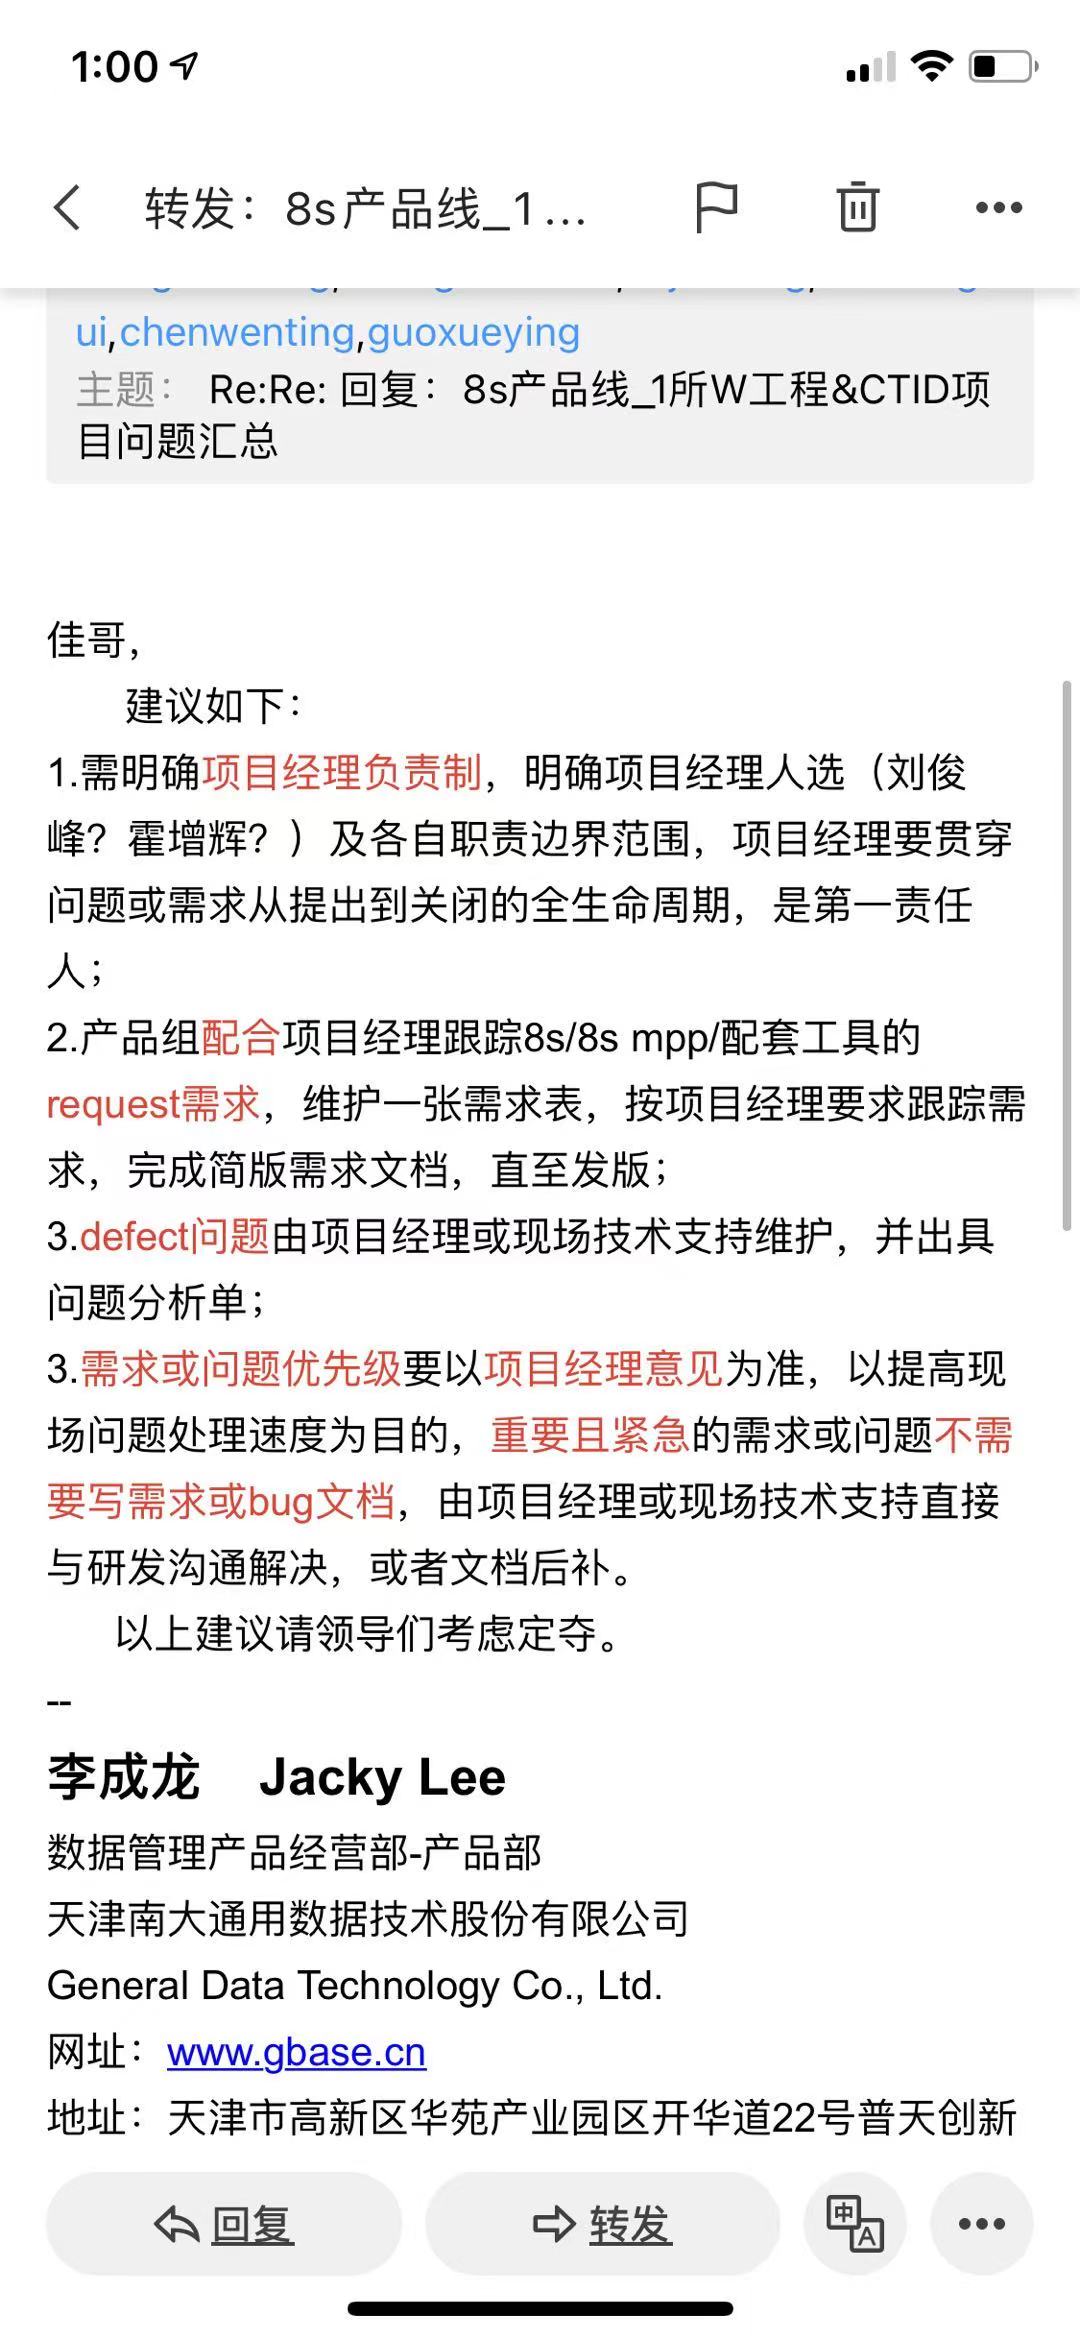 1:00
转发：8s产品线_1...
ui,chenwenting,guoxueying
主题： Re:Re: 回复：8s产品线_1所W工程&CTID项
目问题汇总
佳哥，
建议如下：
1.需明确项目经理负责制，明确项目经理人选（刘俊
峰？霍增辉？）及各自职责边界范围，项目经理要贯穿
问题或需求从提出到关闭的全生命周期，是第一责任
人；
2.产品组配合项目经理跟踪8s/8s mpp/配套工具的
request需求，维护一张需求表，按项目经理要求跟踪需
求，完成简版需求文档，直至发版；
3.defect问题由项目经理或现场技术支持维护，并出具
问题分析单；
3.需求或问题优先级要以项目经理意见为准，以提高现
场问题处理速度为目的，重要且紧急的需求或问题不需
要写需求或bug文档，由项目经理或现场技术支持直接
与研发沟通解决，或者文档后补。
以上建议请领导们考虑定夺。
--
李成龙 Jacky Lee
数据管理产品经营部-产品部
天津南大通用数据技术股份有限公司
General Data Technology Co., Ltd.
网址：www.gbase.cn
地址：天津市高新区华苑产业园区开华道22号普天创新
回复 转发 中 A